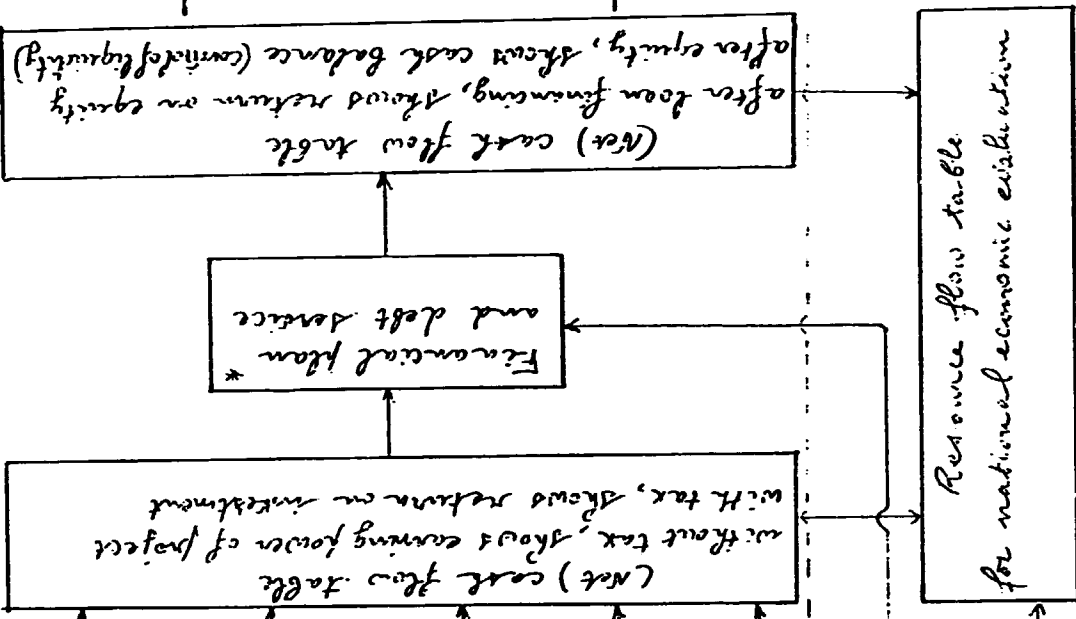 (Net) cash flow table
without tax, shows earning power of project
with tax, shows return on investment
Financial plan *
and debt service
(Net) cash flow table
after loan financing, shows return on equity
after equity, shows cash balance (control of liquidity)
Resource flow table
for national economic evaluation